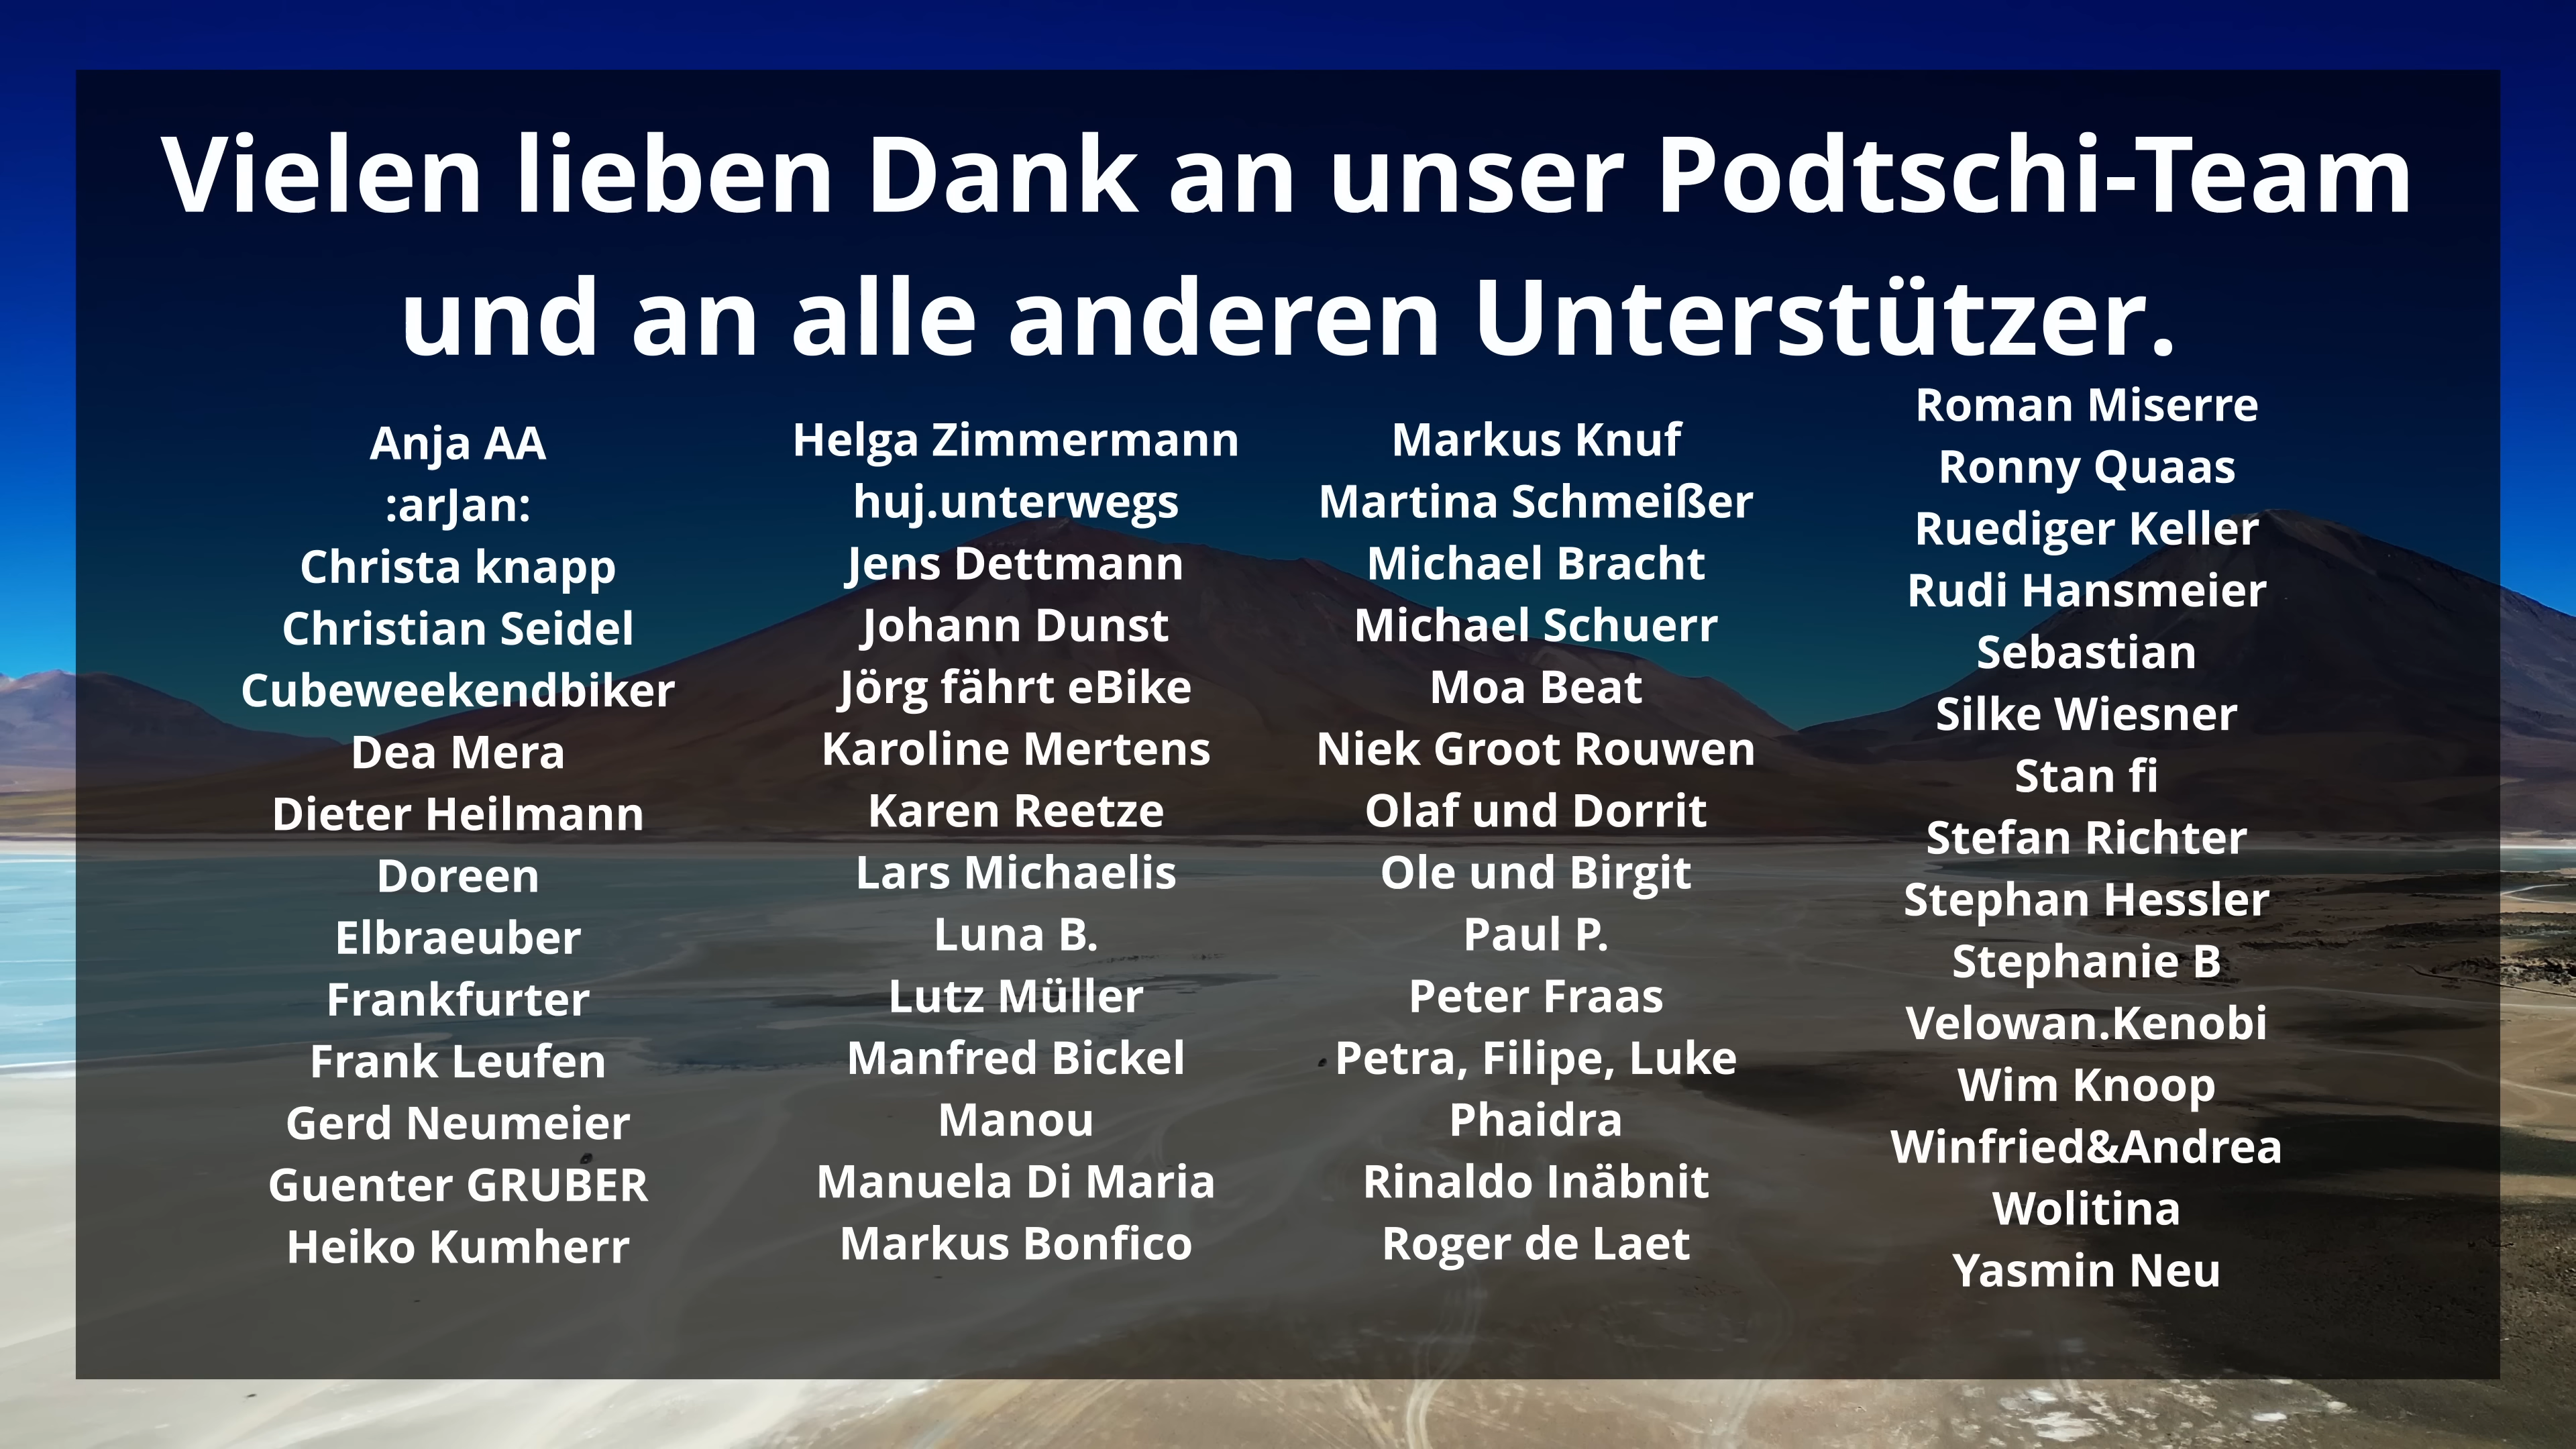 Vielen lieben Dank an unser Podtschi-Team
und an alle anderen Unterstützer.
Anja AA
:arJan:
Christa knapp
Christian Seidel
Cubeweekendbiker
Dea Mera
Dieter Heilmann
Doreen
Elbraeuber
Frankfurter
Frank Leufen
Gerd Neumeier
Guenter GRUBER
Heiko Kumherr
Helga Zimmermann
huj.unterwegs
Jens Dettmann
Johann Dunst
Jörg fährt eBike
Karoline Mertens
Karen Reetze
Lars Michaelis
Luna B.
Lutz Müller
Manfred Bickel
Manou
Manuela Di Maria
Markus Bonfico
Markus Knuf
Martina Schmeißer
Michael Bracht
Michael Schuerr
Moa Beat
Niek Groot Rouwen
Olaf und Dorrit
Ole und Birgit
Paul P.
Peter Fraas
Petra, Filipe, Luke
Phaidra
Rinaldo Inäbnit
Roger de Laet
Roman Miserre
Ronny Quaas
Ruediger Keller
Rudi Hansmeier
Sebastian
Silke Wiesner
Stan fi
Stefan Richter
Stephan Hessler
Stephanie B
Velowan.Kenobi
Wim Knoop
Winfried&Andrea
Wolitina
Yasmin Neu